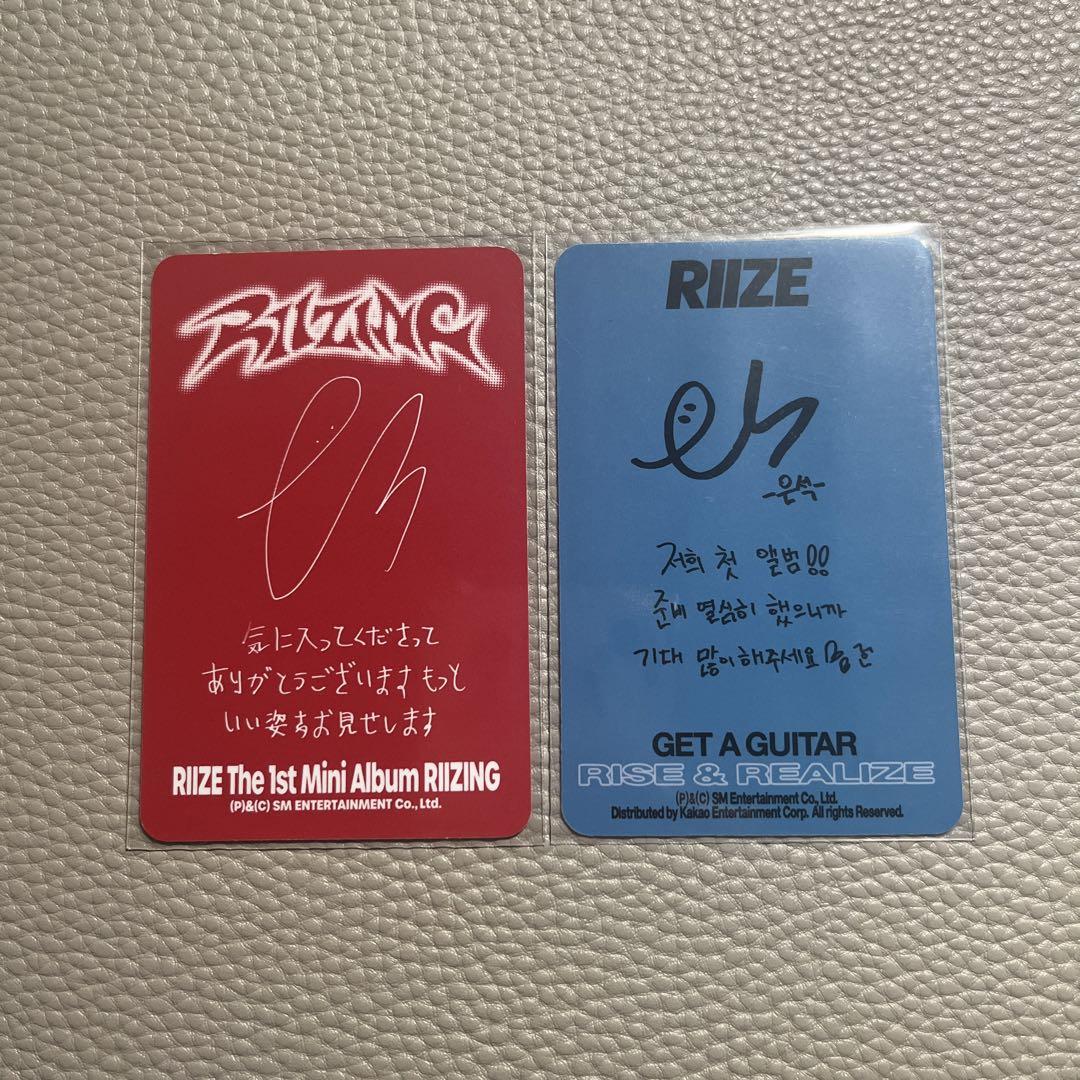 RIIZING
気に入ってくださって
ありがとうございます もっと
いい姿をお見せします
RIIZE The 1st Mini Album RIIZING
(P)&(C) SM ENTERTAINMENT Co., Ltd.
RIIZE
-은석-
저희 첫 앨범!!
준비 열심히 했으니까
기대 많이해주세요
GET A GUITAR
RISE & REALIZE
(P)&(C) SM Entertainment Co., Ltd.
Distributed by Kakao Entertainment Corp. All rights Reserved.